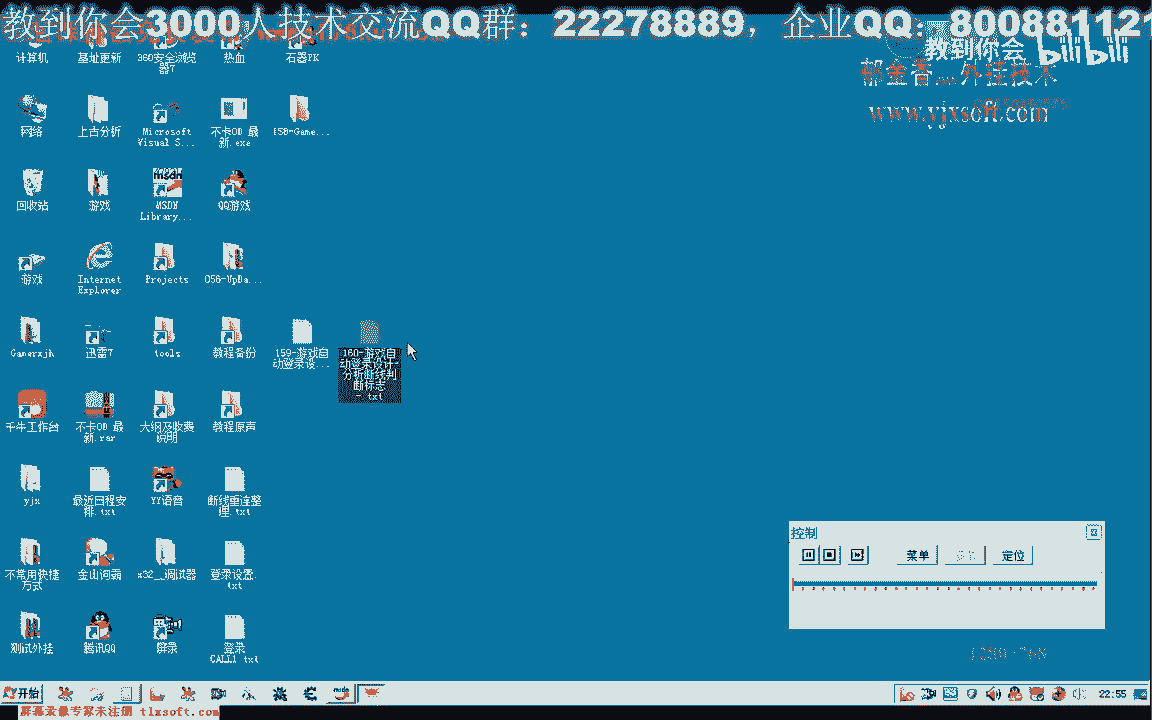 教到你会3000人技术交流QQ群：22278889，企业QQ：800881121
教到你会
bilibili
外挂技术
www.yjxsoft.com
计算机
基址更新
360安全浏览器7
热血
石器PK
网络
上古分析
Microsoft Visual S...
不卡OD 最新.exe
158-Game...
回收站
游戏
MSDN Library...
QQ游戏
游戏
Internet Explorer
Projects
056-UpDa...
Gamerxjh
迅雷7
tools
教程备份
159-游戏自动登录设...
160-游戏自动登录设计-分析断线判断标志
-.txt
千牛工作台
不卡OD 最新.rar
大纲及收费说明
教程原声
yjx
最近日程安排.txt
YY语音
断线重连整理.txt
不常用快捷方式
金山词霸
x32__调试器
登录设置.txt
测试外挂
腾讯QQ
屏录
登录CALL1.txt
控制
菜单
定位
开始
22:55
屏幕录像专家未注册 tlxsoft.com